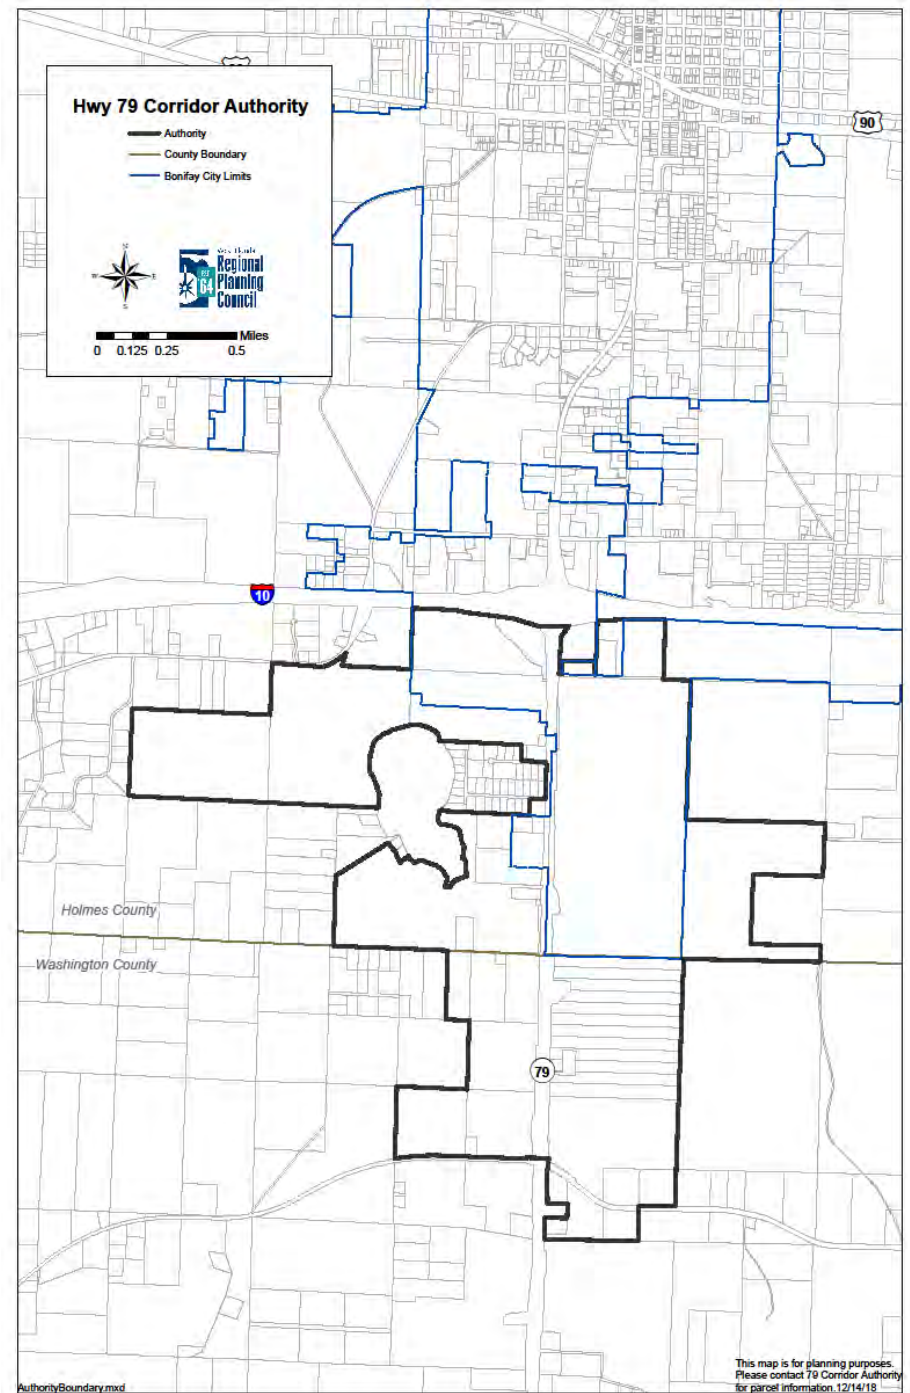 Hwy 79 Corridor Authority
Authority
County Boundary
Bonifay City Limits
N
W E
S
Regional
Planning
Council
EST
64
Miles
0 0.125 0.25 0.5
90
10
Holmes County
Washington County
79
AuthorityBoundary.mxd
This map is for planning purposes.
Please contact 79 Corridor Authority
for parcel information.12/14/18